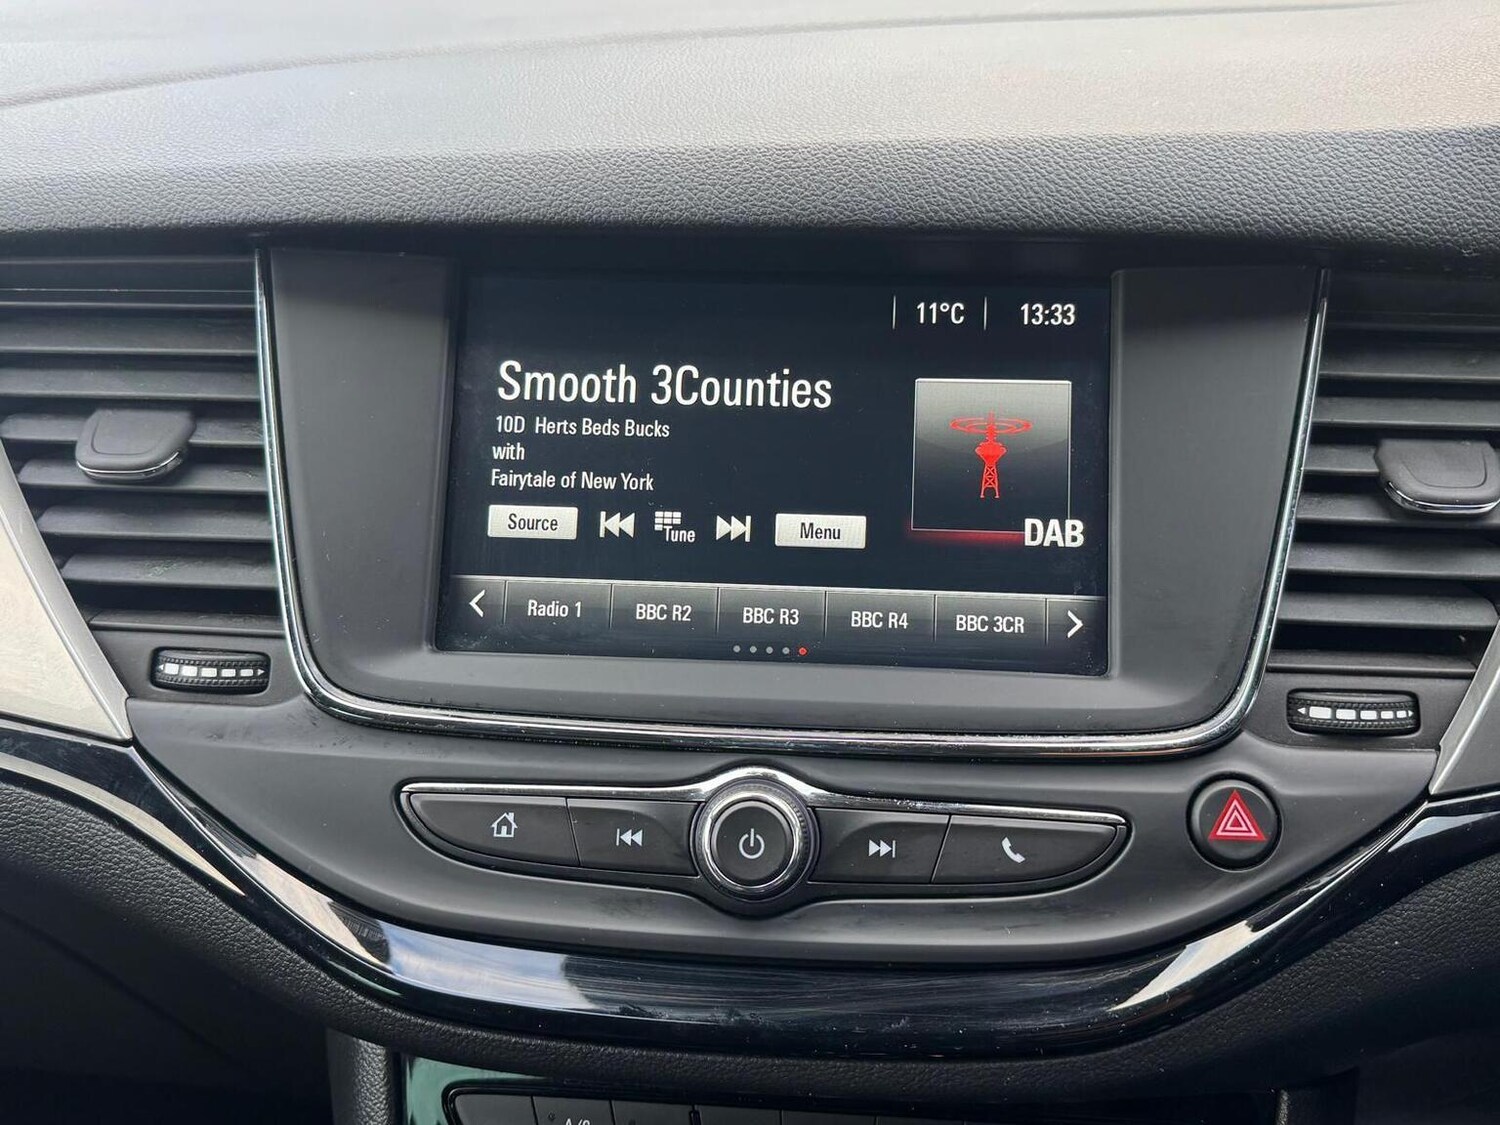 11°C 13:33
Smooth 3Counties
10D Herts Beds Bucks
with
Fairytale of New York
Source Tune Menu
DAB
Radio 1 BBC R2 BBC R3 BBC R4 BBC 3CR